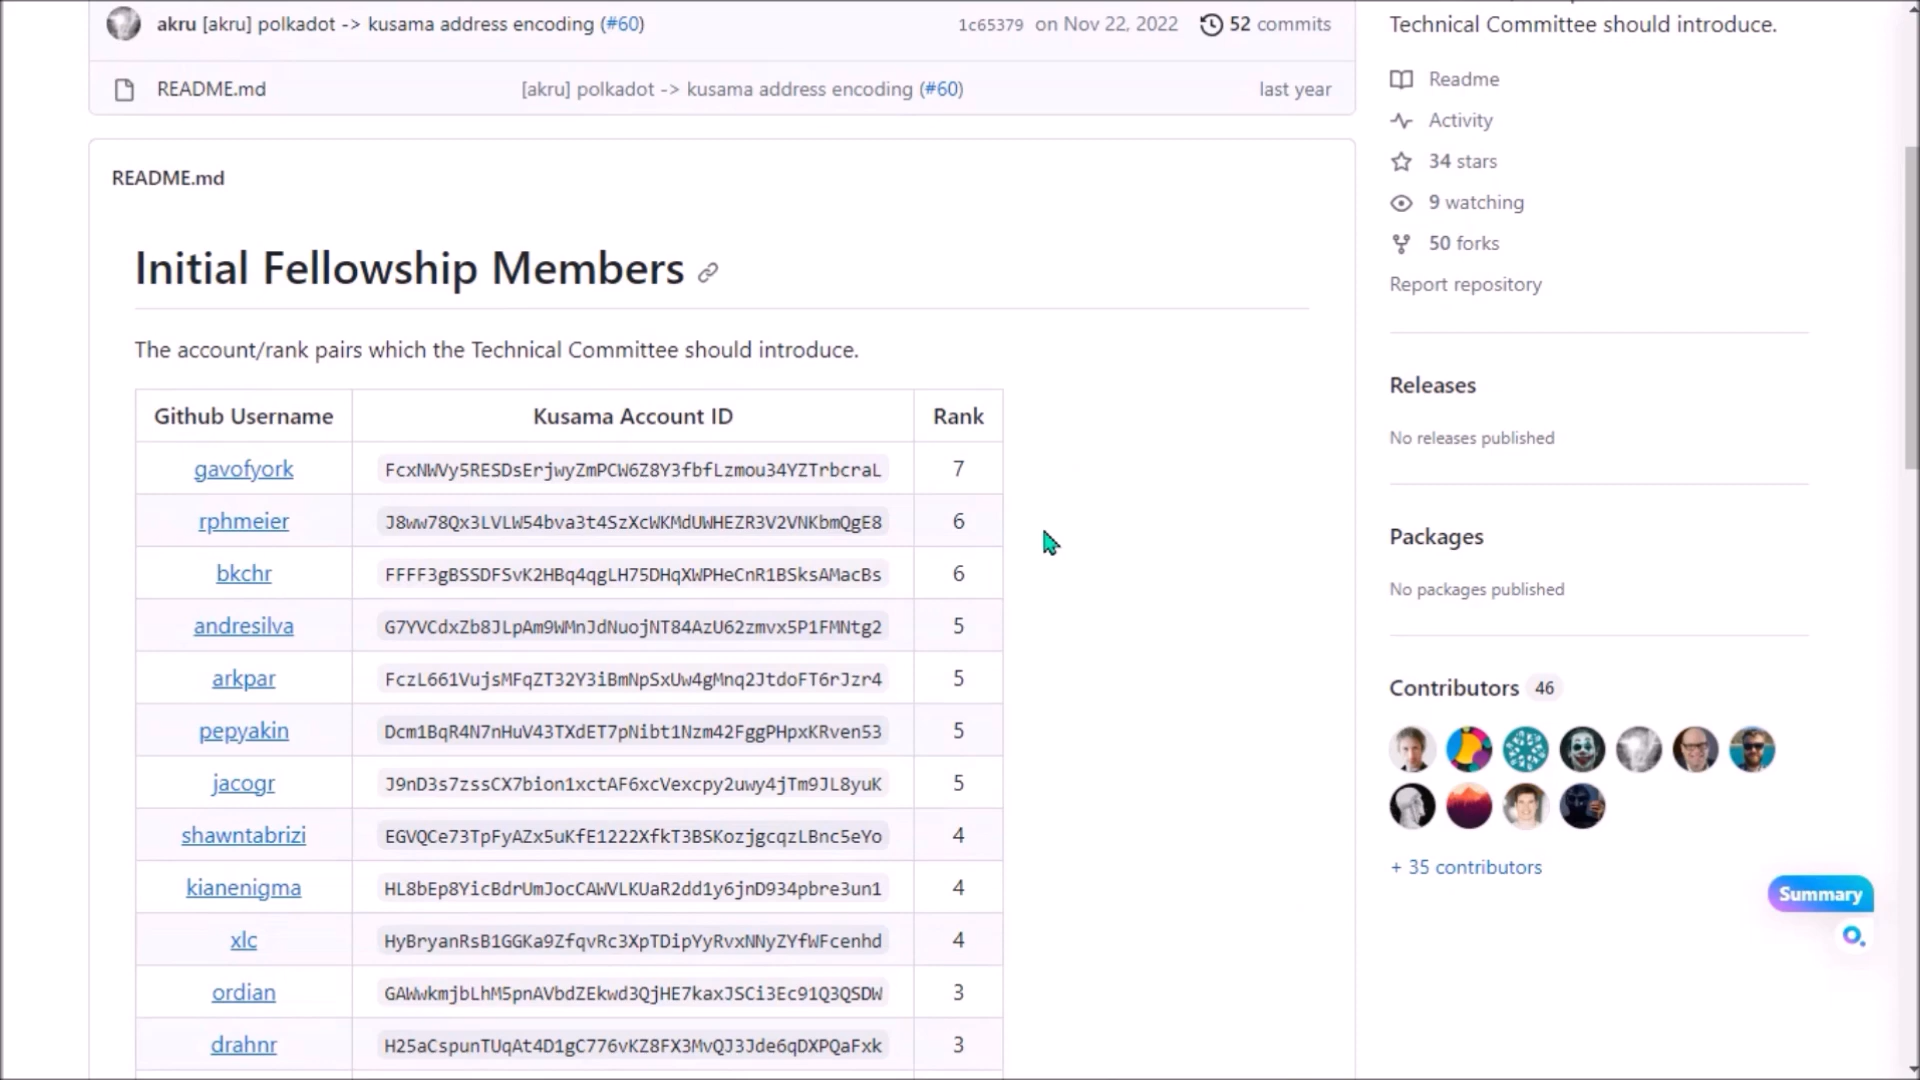 akru [akru] polkadot -> kusama address encoding (#60) 1c65379 on Nov 22, 2022 52 commits
README.md [akru] polkadot -> kusama address encoding (#60) last year
README.md
Initial Fellowship Members
The account/rank pairs which the Technical Committee should introduce.
Github Username Kusama Account ID Rank
gavofyork FcxNWVy5RESDsErjwyZmPCW6Z8Y3fbfLzmou34YZTrbcraL 7
rphmeier J8ww78Qx3LVLW54bva3t4SzXcWKMdUWHEZR3V2VNKbmQgE8 6
bkchr FFFF3gBSSDFSvK2HBq4qgLH75DHqXWPHeCnR1BSksAMacBs 6
andresilva G7YVCdxZb8JLpAm9WMnJdNuojNT84AzU62zmvx5P1FMNtg2 5
arkpar FczL661VujsMFqZT32Y3iBmNpSxUw4gMnq2JtdoFT6rJzr4 5
pepyakin Dcm1BqR4N7nHuV43TXdET7pNibt1Nzm42FggPHpxKRven53 5
jacogr J9nD3s7zssCX7bion1xctAF6xcVexcpy2uwy4jTm9JL8yuK 5
shawntabrizi EGVQCe73TpFyAZx5uKfE1222XfkT3BSKozjgcqzLBnc5eYo 4
kianenigma HL8bEp8YicBdrUmJocCAWVLKUaR2dd1y6jnD934pbre3un1 4
xlc HyBryanRsB1GGKa9ZfqvRc3XpTDipYyRvxNNyZYfWFcenhd 4
ordian GAWwkmjbLhM5pnAVbdZEkwd3QjHE7kaxJSCi3Ec91Q3QSDW 3
drahnr H25aCspunTUqAt4D1gC776vKZ8FX3MvQJ3Jde6qDXPQaFxk 3
Technical Committee should introduce.
Readme
Activity
34 stars
9 watching
50 forks
Report repository
Releases
No releases published
Packages
No packages published
Contributors 46
+ 35 contributors
Summary